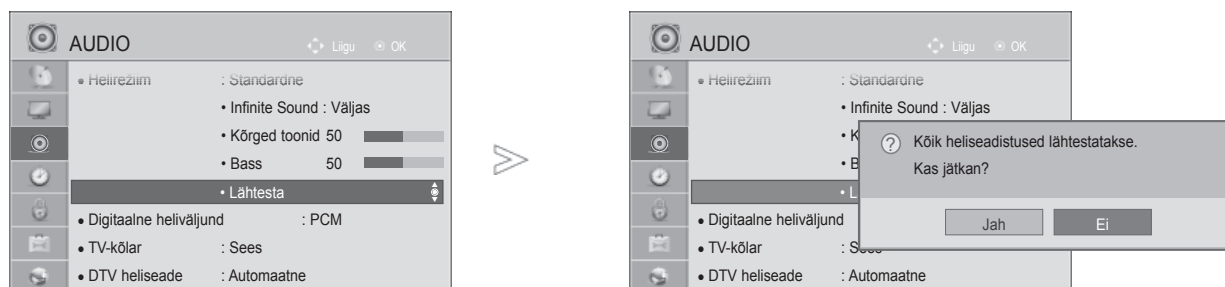 AUDIO Liigu OK
• Helirežiim : Standardne
• Infinite Sound : Väljas
• Kõrged toonid 50
• Bass 50
• Lähtesta
• Digitaalne heliväljund : PCM
• TV-kõlar : Sees
• DTV heliseade : Automaatne
AUDIO Liigu OK
• Helirežiim : Standardne
• Infinite Sound : Väljas
• K
• B
• L
• Digitaalne heliväljund
• TV-kõlar
• DTV heliseade : Automaatne
? Kõik heliseadistused lähtestatakse.
Kas jätkan?
Jah Ei